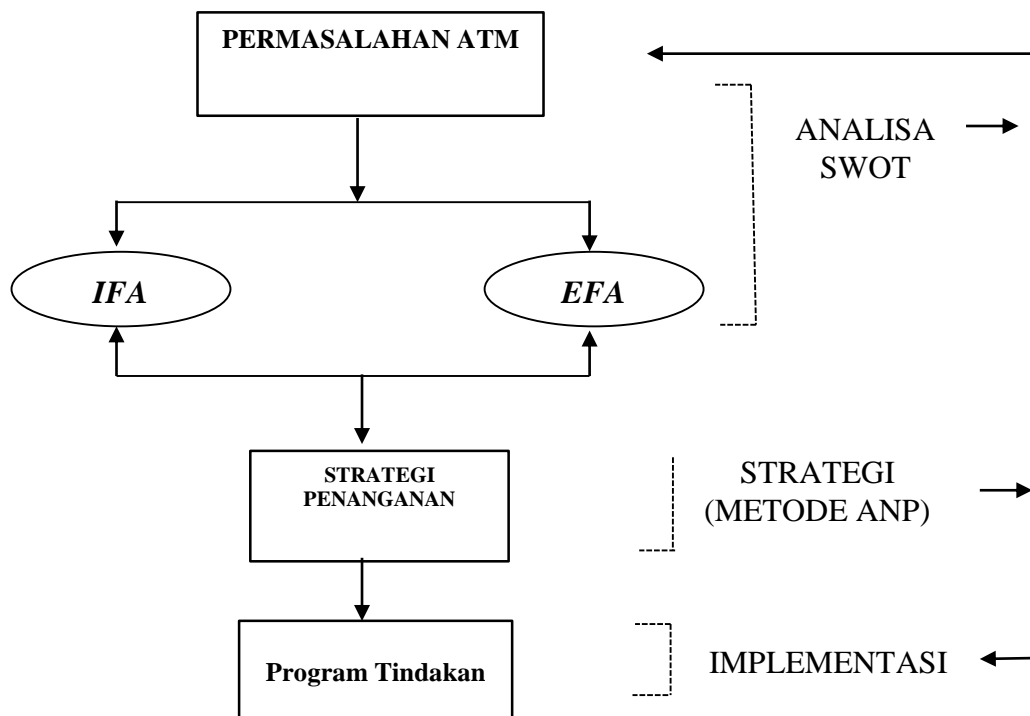 PERMASALAHAN ATM
ANALISA
SWOT
IFA
EFA
STRATEGI
PENANGANAN
STRATEGI
(METODE ANP)
Program Tindakan
IMPLEMENTASI